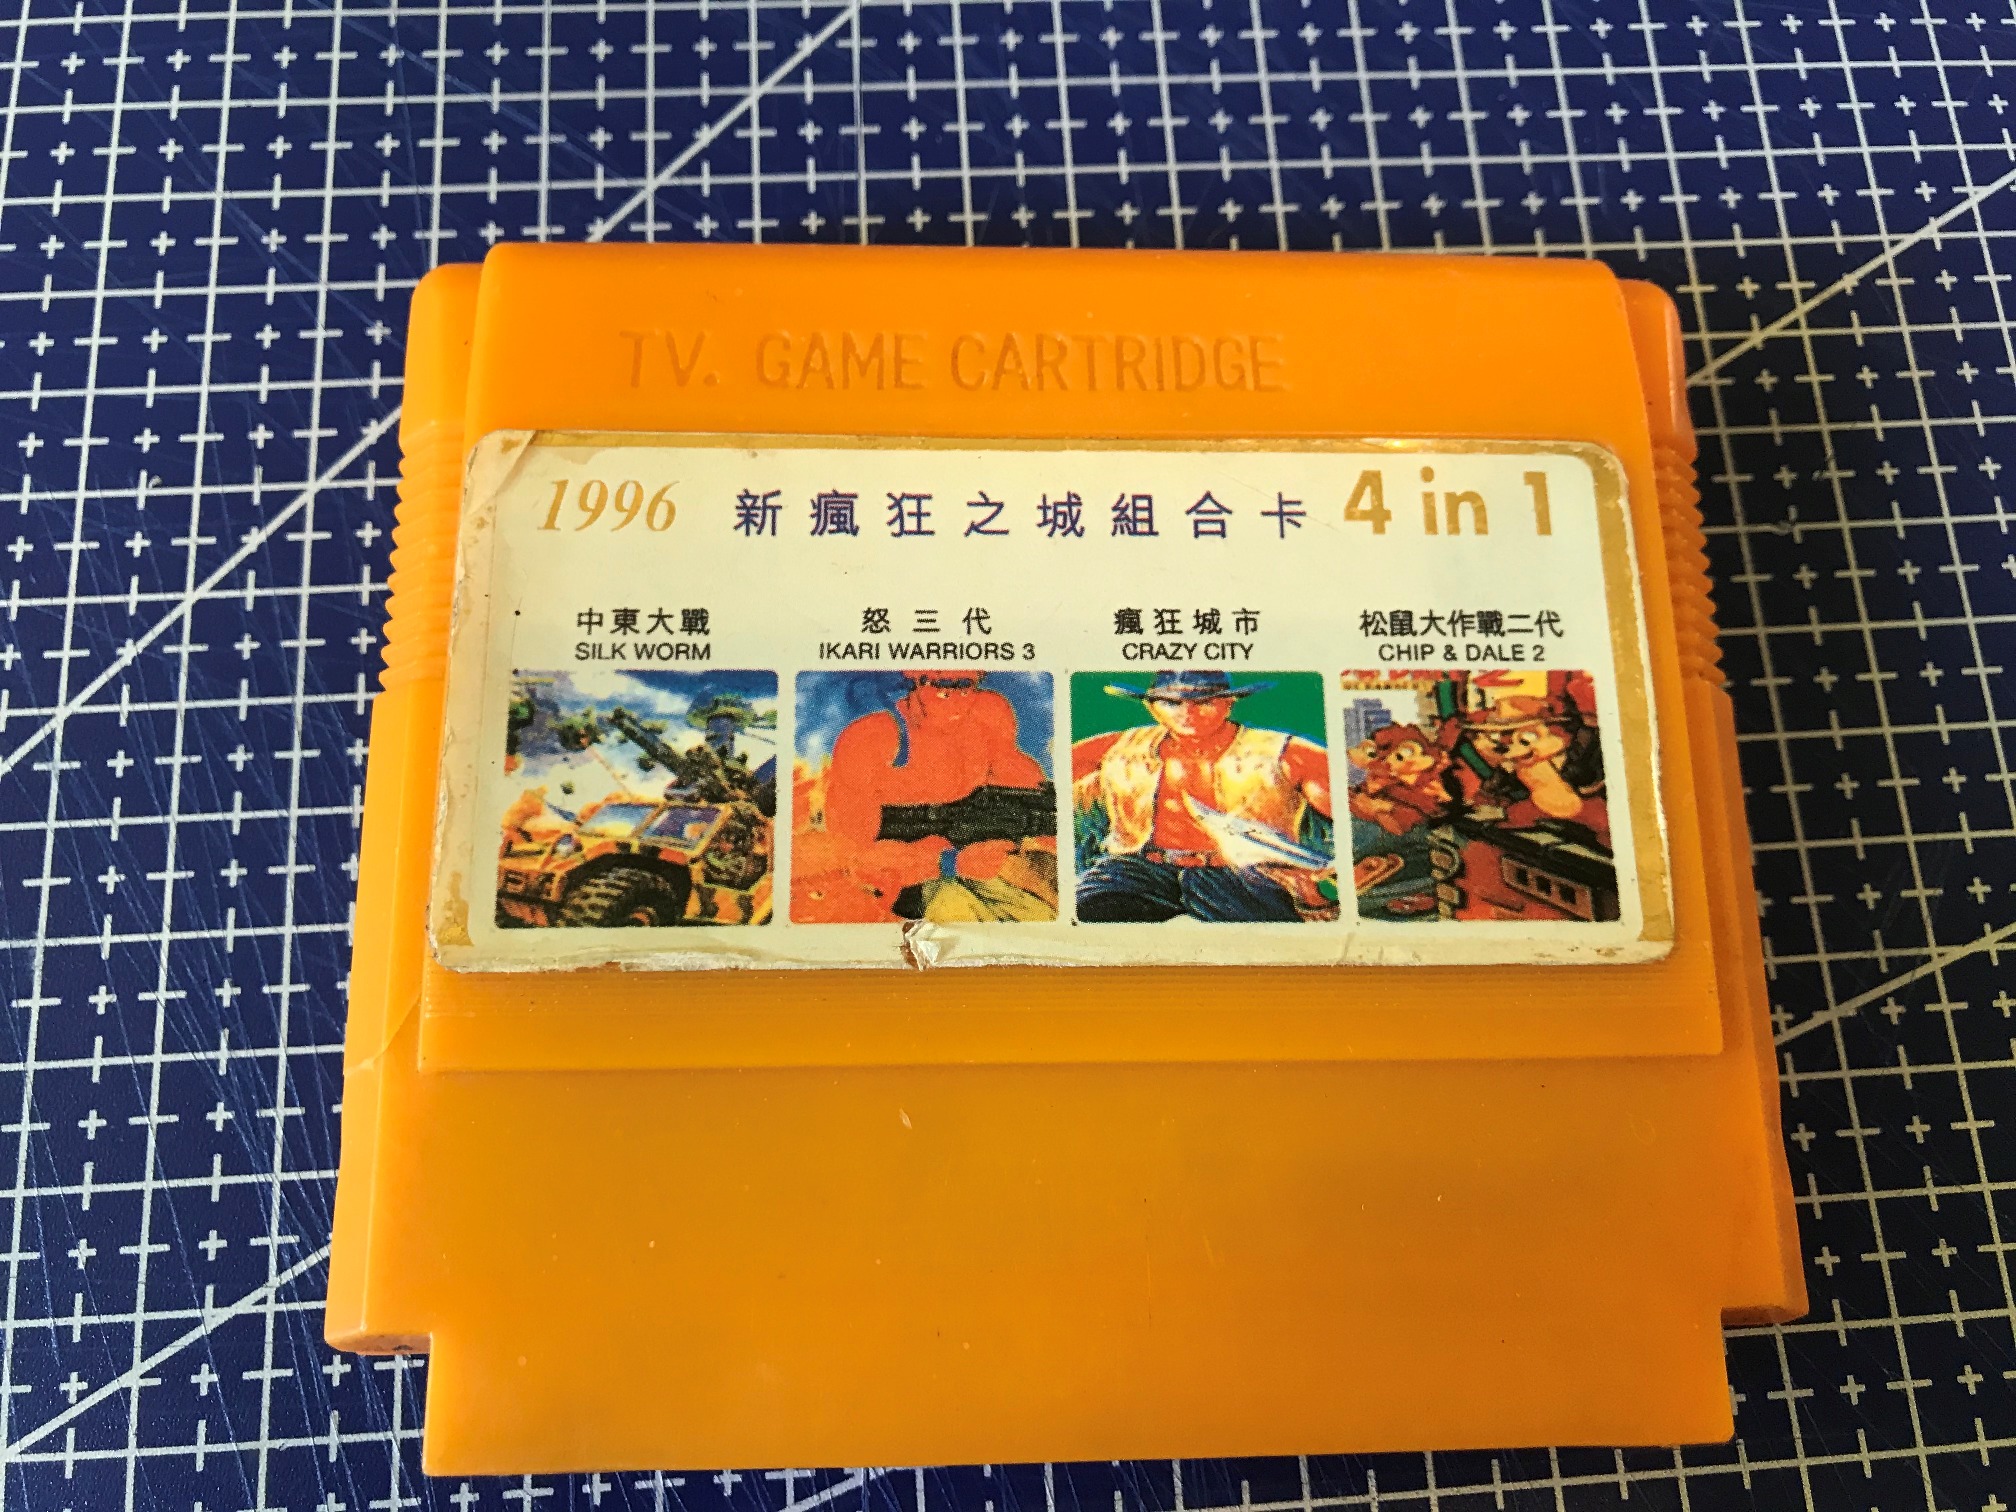 TV. GAME CARTRIDGE
1996 新瘋狂之城組合卡 4 in 1
中東大戰
SILK WORM
怒三代
IKARI WARRIORS 3
瘋狂城市
CRAZY CITY
松鼠大作戰二代
CHIP & DALE 2